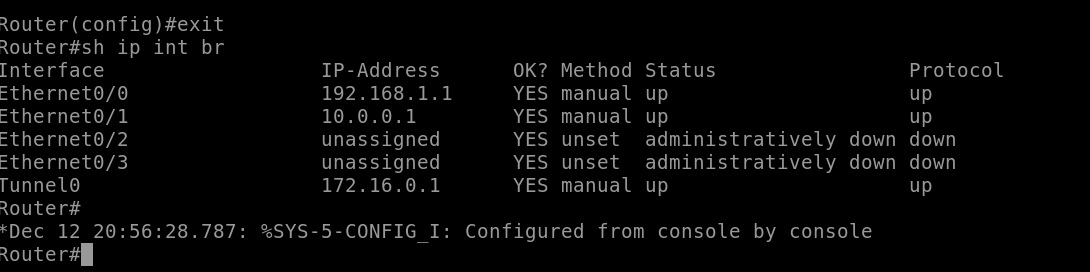 Router(config)#exit
Router#sh ip int br
Interface                  IP-Address      OK? Method Status                Protocol
Ethernet0/0                192.168.1.1     YES manual up                    up
Ethernet0/1                10.0.0.1        YES manual up                    up
Ethernet0/2                unassigned      YES unset  administratively down down
Ethernet0/3                unassigned      YES unset  administratively down down
Tunnel0                    172.16.0.1      YES manual up                    up
Router#
*Dec 12 20:56:28.787: %SYS-5-CONFIG_I: Configured from console by console
Router#